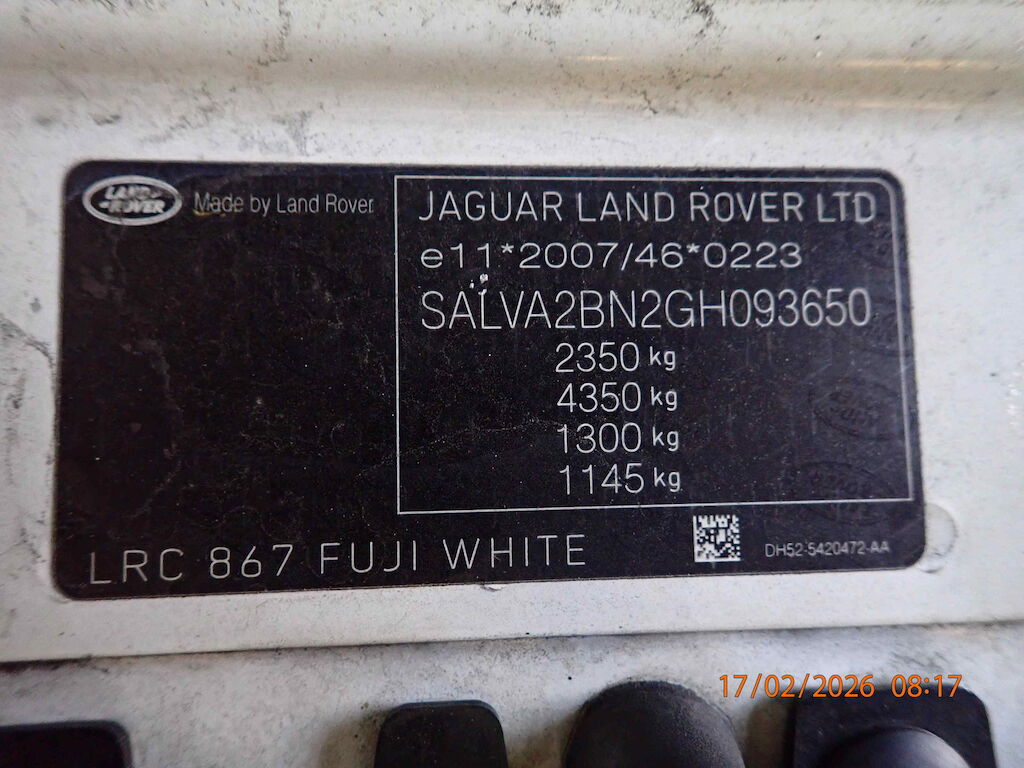 LAND ROVER
Made by Land Rover
JAGUAR LAND ROVER LTD
e11*2007/46*0223
SALVA2BN2GH093650
2350 kg
4350 kg
1300 kg
1145 kg
LRC 867 FUJI WHITE
DH52-5420472-AA
17/02/2026 08:17